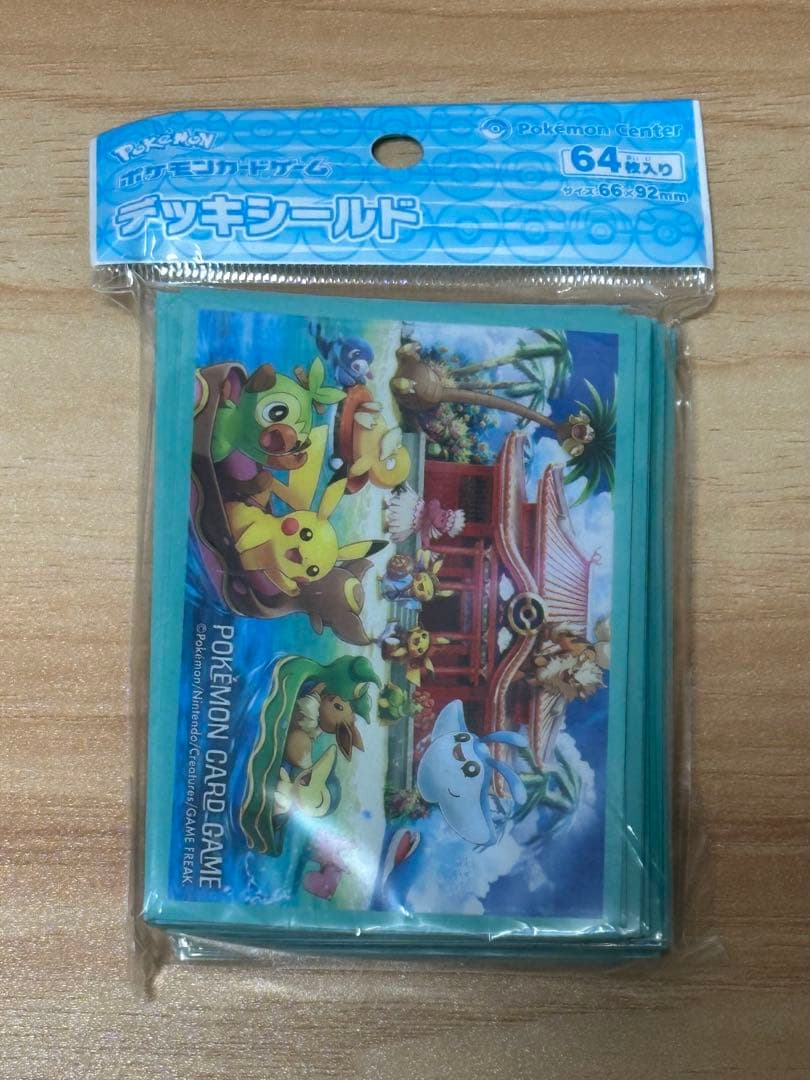 POKÉMON
ポケモンカードゲーム
デッキシールド
Pokémon Center
64枚入り
サイズ:66×92mm
POKÉMON CARD GAME
©Pokémon/Nintendo/Creatures/GAME FREAK.